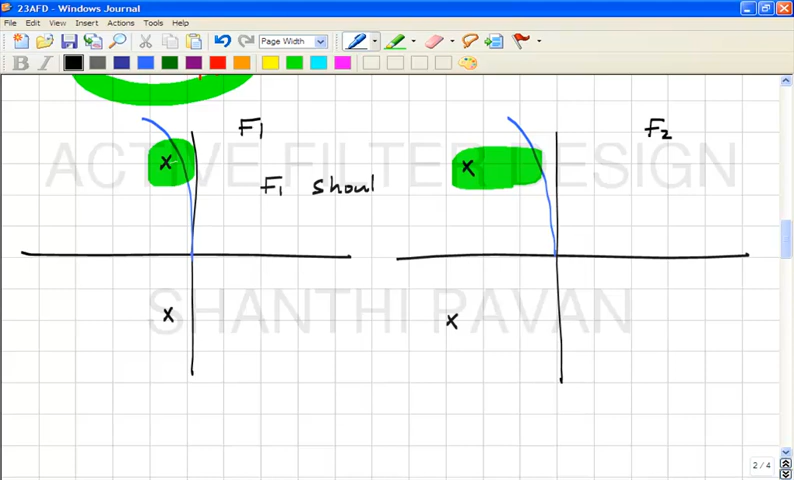 23AFD - Windows Journal
File Edit View Insert Actions Tools Help
Page Width
B I
F1 F2
ACTIVE FILTER DESIGN
F1 shoul
SHANTHI PAVAN
2 / 4